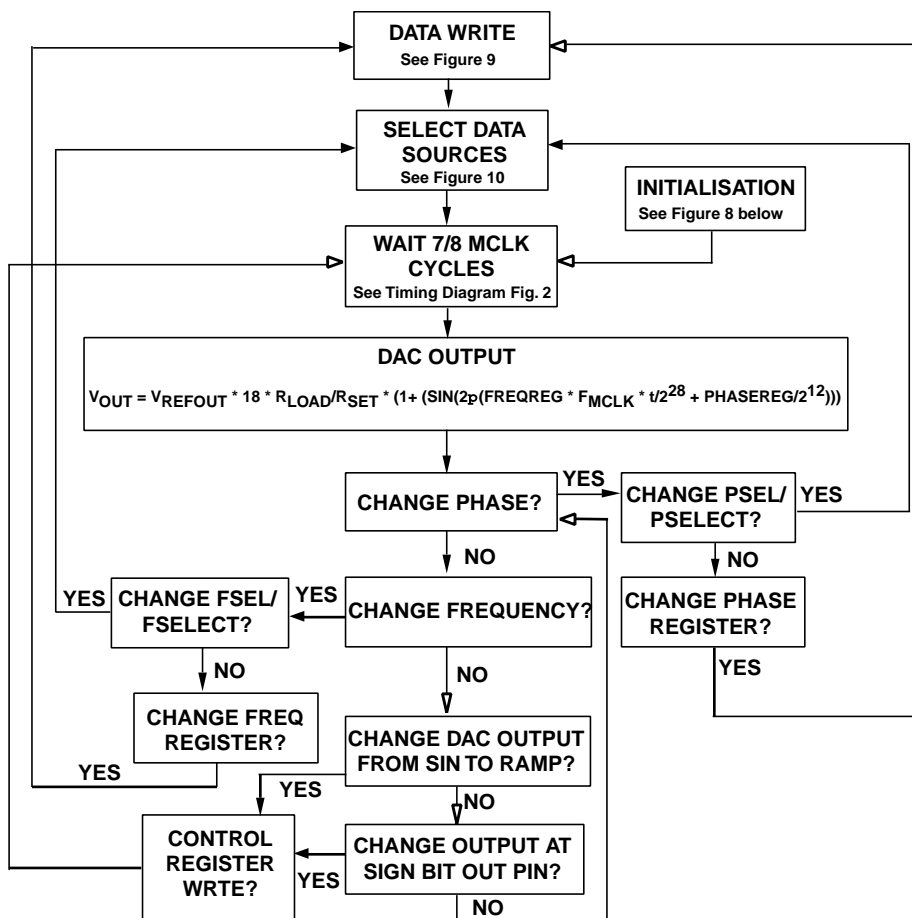 DATA WRITE
See Figure 9
SELECT DATA
SOURCES
See Figure 10
INITIALISATION
See Figure 8 below
WAIT 7/8 MCLK
CYCLES
See Timing Diagram Fig. 2
DAC OUTPUT
VOUT = VREFOUT * 18 * RLOAD/RSET * (1+ (SIN(2p(FREQREG * FMCLK * t/2^28 + PHASEREG/2^12)))
YES
CHANGE PHASE?
CHANGE PSEL/
PSELECT?
YES
NO
NO
YES
CHANGE FSEL/
FSELECT?
YES
CHANGE FREQUENCY?
CHANGE PHASE
REGISTER?
NO
NO
YES
CHANGE FREQ
REGISTER?
CHANGE DAC OUTPUT
FROM SIN TO RAMP?
YES
YES
NO
CONTROL
REGISTER
WRTE?
CHANGE OUTPUT AT
SIGN BIT OUT PIN?
YES
NO